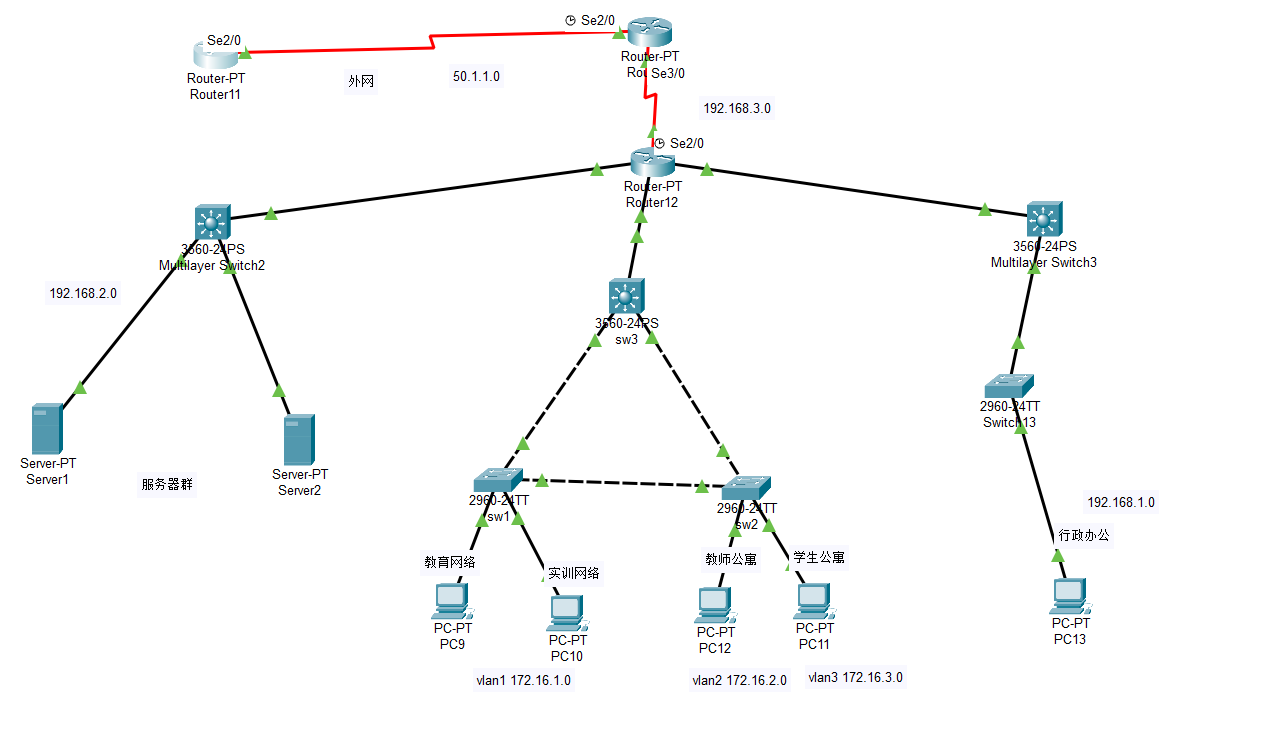 Se2/0
Se2/0
Router-PT
Router11
外网
50.1.1.0
Router-PT
Se3/0
192.168.3.0
Se2/0
Router-PT
Router12
3560-24PS
Multilayer Switch2
3560-24PS
Multilayer Switch3
192.168.2.0
3560-24PS
sw3
2960-24TT
Switch13
Server-PT
Server1
服务器群
Server-PT
Server2
2960-24TT
sw1
2960-24TT
sw2
192.168.1.0
行政办公
教育网络
实训网络
教师公寓
学生公寓
PC-PT
PC9
PC-PT
PC10
PC-PT
PC12
PC-PT
PC11
PC-PT
PC13
vlan1 172.16.1.0
vlan2 172.16.2.0
vlan3 172.16.3.0